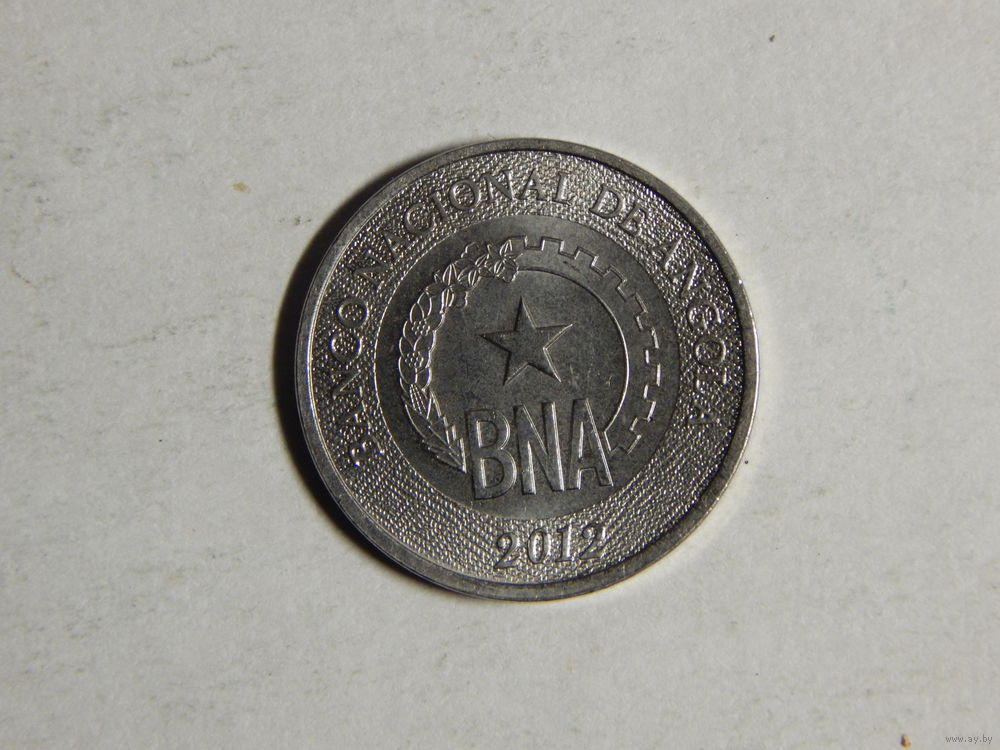 BANCO NACIONAL DE ANGOLA
BNA
2012
www.ay.by